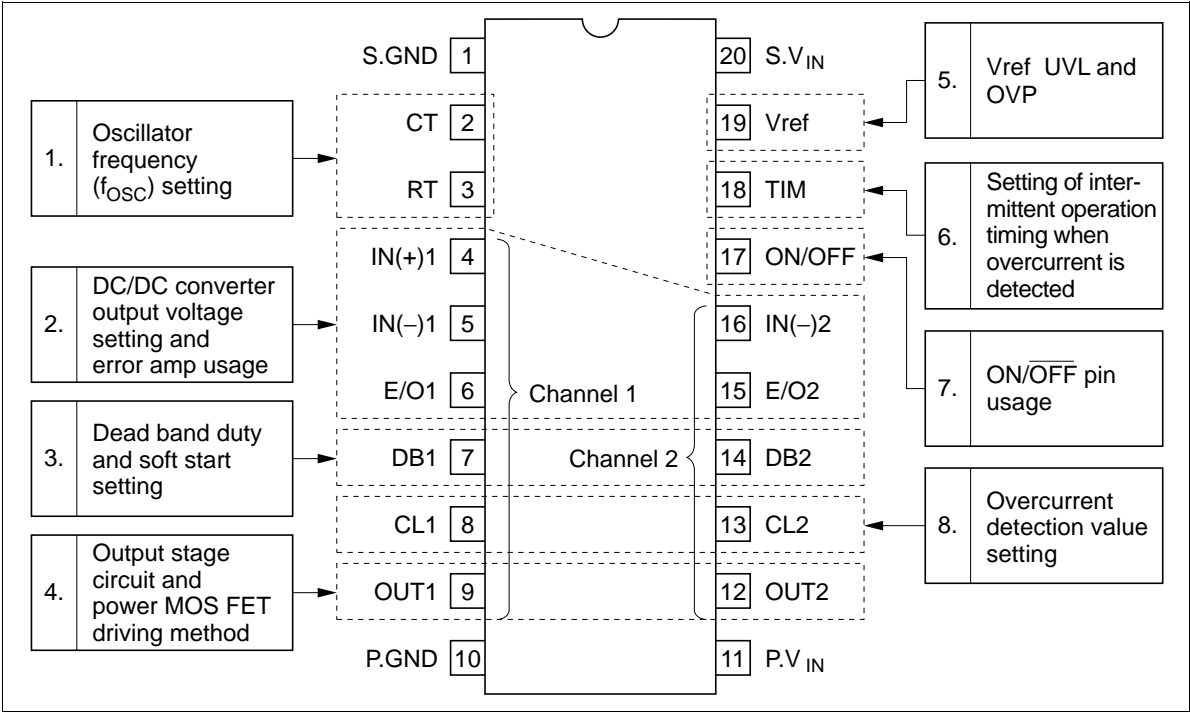 S.GND 1
CT 2
RT 3
IN(+)1 4
IN(−)1 5
E/O1 6
DB1 7
CL1 8
OUT1 9
P.GND 10
20 S.VIN
19 Vref
18 TIM
17 ON/OFF
16 IN(−)2
15 E/O2
14 DB2
13 CL2
12 OUT2
11 P.V IN
Channel 1
Channel 2
1. Oscillator
frequency
(fOSC) setting
2. DC/DC converter
output voltage
setting and
error amp usage
3. Dead band duty
and soft start
setting
4. Output stage
circuit and
power MOS FET
driving method
5. Vref UVL and
OVP
6. Setting of inter-
mittent operation
timing when
overcurrent is
detected
7. ON/O̅F̅F̅ pin
usage
8. Overcurrent
detection value
setting